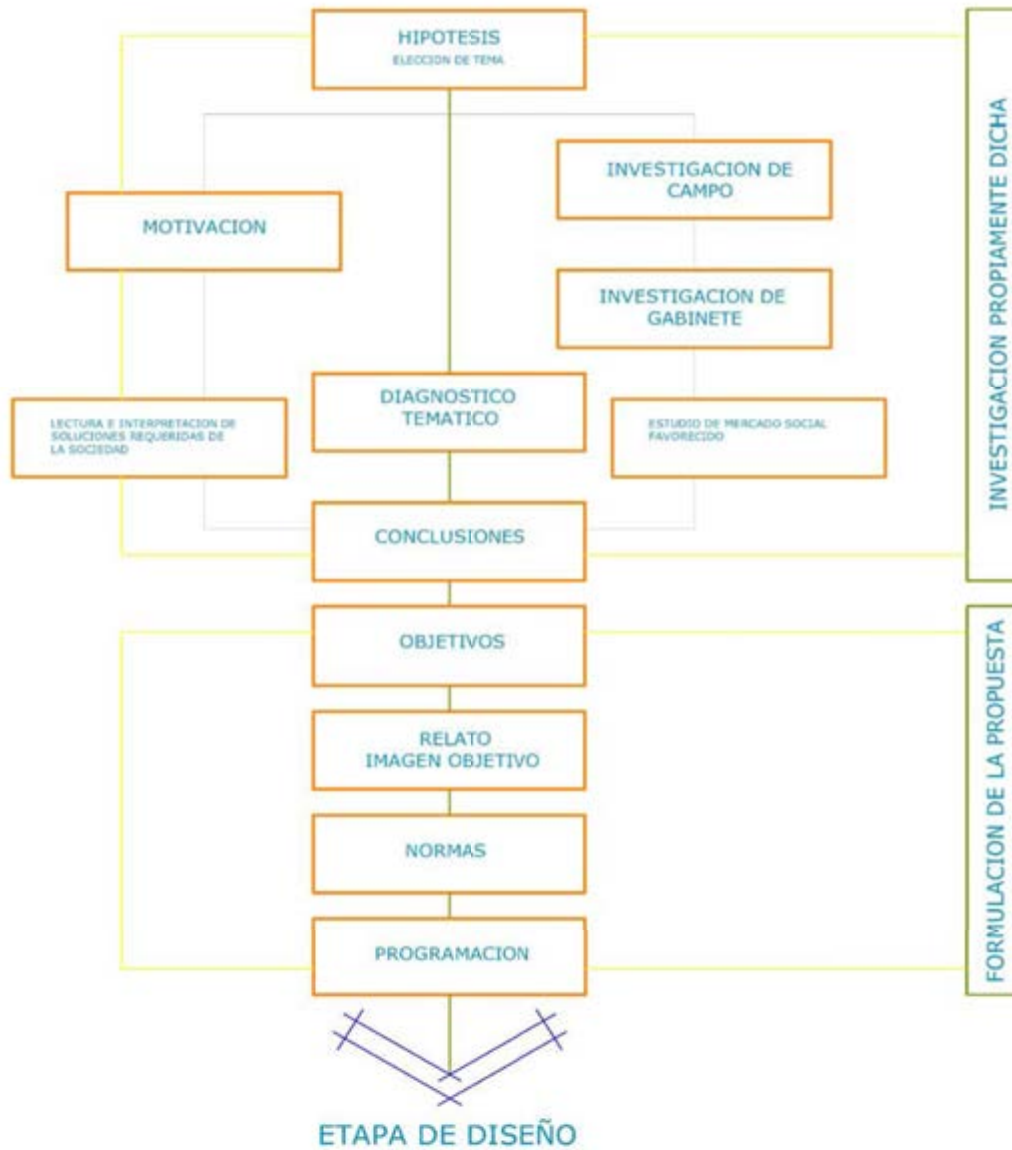 HIPOTESIS
ELECCION DE TEMA
INVESTIGACION DE
CAMPO
MOTIVACION
INVESTIGACION DE
GABINETE
DIAGNOSTICO
TEMATICO
LECTURA E INTERPRETACION DE
SOLUCIONES REQUERIDAS DE
LA SOCIEDAD
ESTUDIO DE MERCADO SOCIAL
FAVORECIDO
CONCLUSIONES
INVESTIGACION PROPIAMENTE DICHA
OBJETIVOS
RELATO
IMAGEN OBJETIVO
NORMAS
PROGRAMACION
FORMULACION DE LA PROPUESTA
ETAPA DE DISEÑO